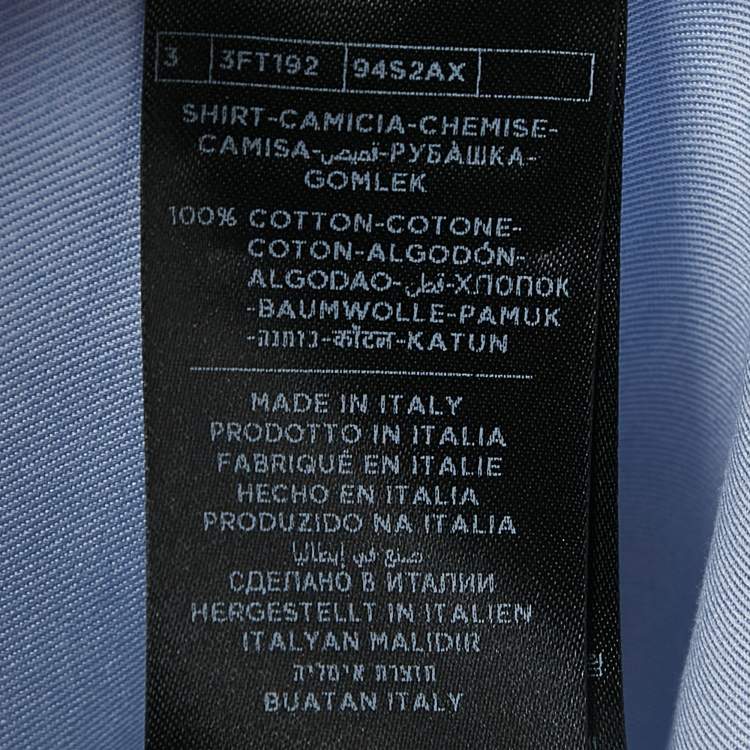 3 3FT192 94S2AX
SHIRT-CAMICIA-CHEMISE-
CAMISA-قميص-РУБАШКА-
GOMLEK
100% COTTON-COTONE-
COTON-ALGODÓN-
ALGODAO-قطن-ХЛОПОК
-BAUMWOLLE-PAMUK
-כותנה-कॉटन-KATUN
MADE IN ITALY
PRODOTTO IN ITALIA
FABRIQUÉ EN ITALIE
HECHO EN ITALIA
PRODUZIDO NA ITALIA
صنع في إيطاليا
СДЕЛАНО В ИТАЛИИ
HERGESTELLT IN ITALIEN
ITALYAN MALIDIR
תוצרת איטליה
BUATAN ITALY